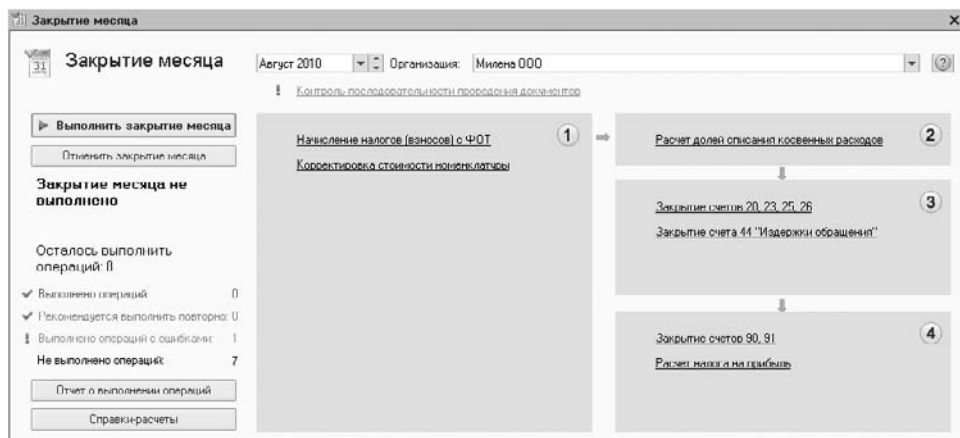 Закрытие месяца
Закрытие месяца
Август 2010
Организация:
Милена ООО
Контроль последовательности проведения документов
Выполнить закрытие месяца
Отменить закрытие месяца
Закрытие месяца не
выполнено
Осталось выполнить
операций: 8
Выполнено операций: 0
Рекомендуется выполнить повторно: 0
Выполнено операций с ошибками: 1
Не выполнено операций: 7
Отчет о выполнении операций
Справки-расчеты
1
Начисление налогов (взносов) с ФОТ
Корректировка стоимости номенклатуры
2
Расчет долей списания косвенных расходов
3
Закрытие счетов 20, 23, 25, 26
Закрытие счета 44 "Издержки обращения"
4
Закрытие счетов 90, 91
Расчет налога на прибыль
31